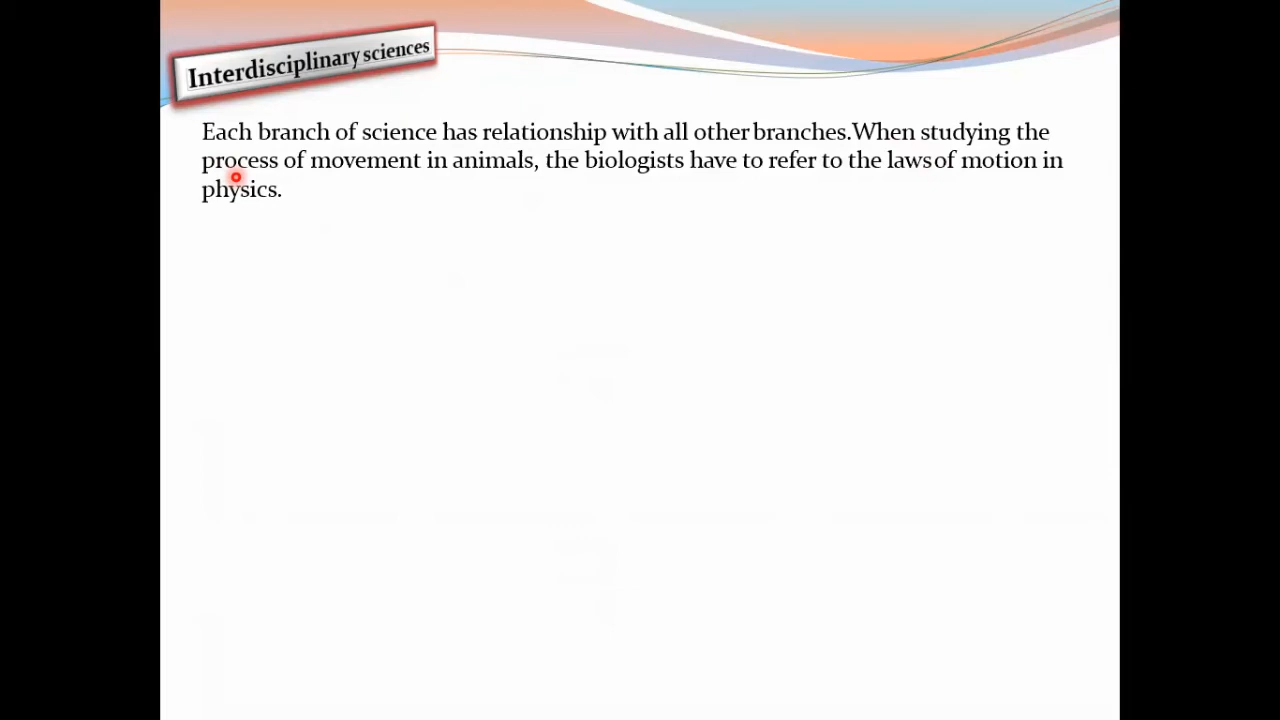 Interdisciplinary sciences
Each branch of science has relationship with all other branches.When studying the
process of movement in animals, the biologists have to refer to the laws of motion in
physics.